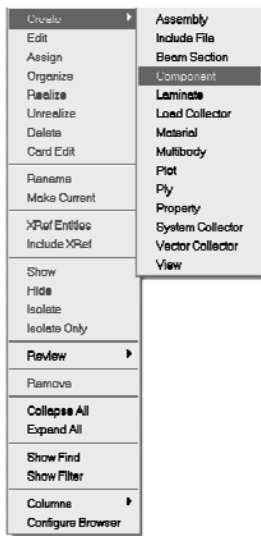 Create
Edit
Assign
Organize
Realize
Unrealize
Delete
Card Edit
Rename
Make Current
XRef Entities
Include XRef
Show
Hide
Isolate
Isolate Only
Review
Remove
Collapse All
Expand All
Show Find
Show Filter
Columns
Configure Browser
Assembly
Include File
Beam Section
Component
Laminate
Load Collector
Material
Multibody
Plot
Ply
Property
System Collector
Vector Collector
View